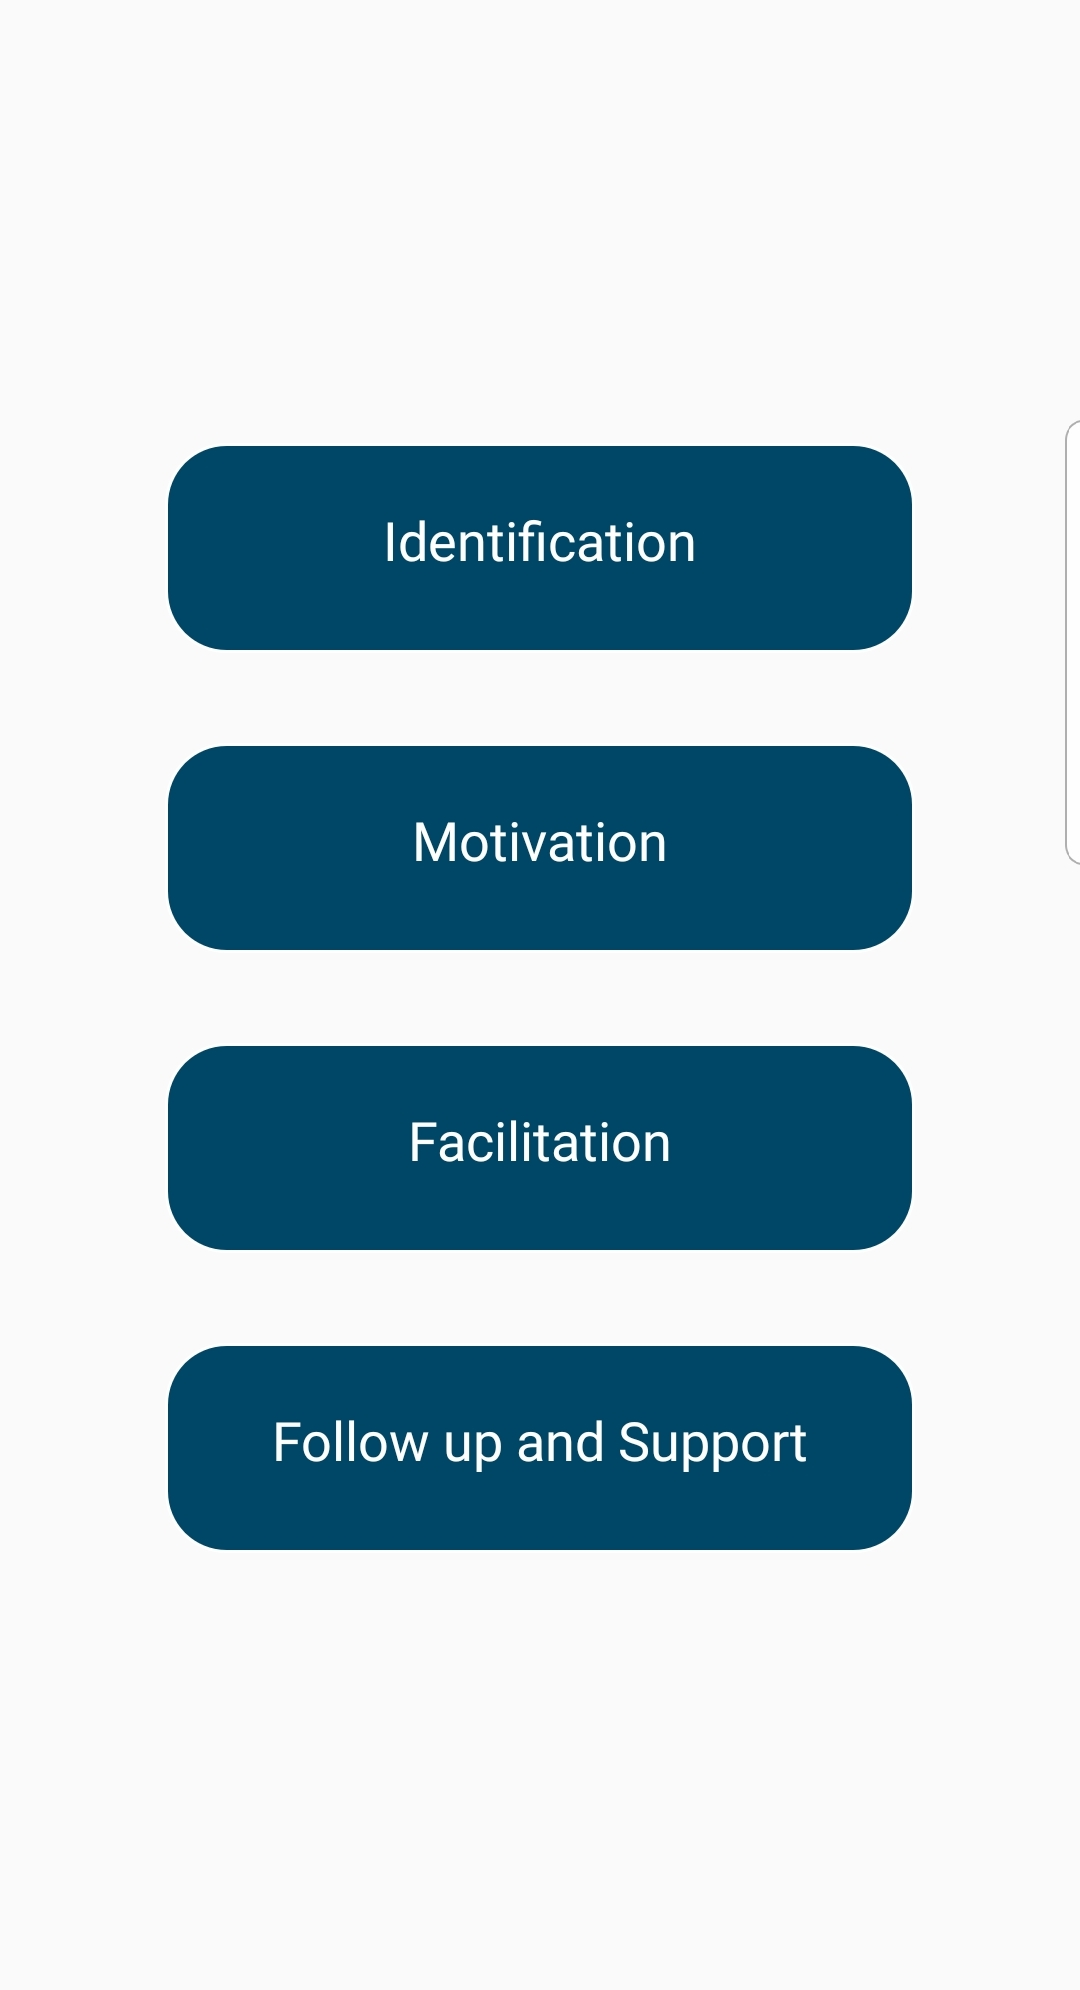 Identification
Motivation
Facilitation
Follow up and Support